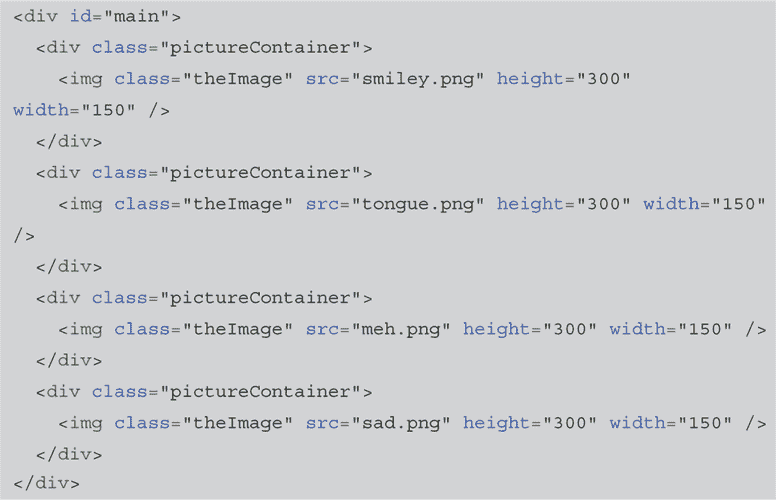 <div id="main">
<div class="pictureContainer">
<img class="theImage" src="smiley.png" height="300"
width="150" />
</div>
<div class="pictureContainer">
<img class="theImage" src="tongue.png" height="300" width="150"
/>
</div>
<div class="pictureContainer">
<img class="theImage" src="meh.png" height="300" width="150" />
</div>
<div class="pictureContainer">
<img class="theImage" src="sad.png" height="300" width="150" />
</div>
</div>